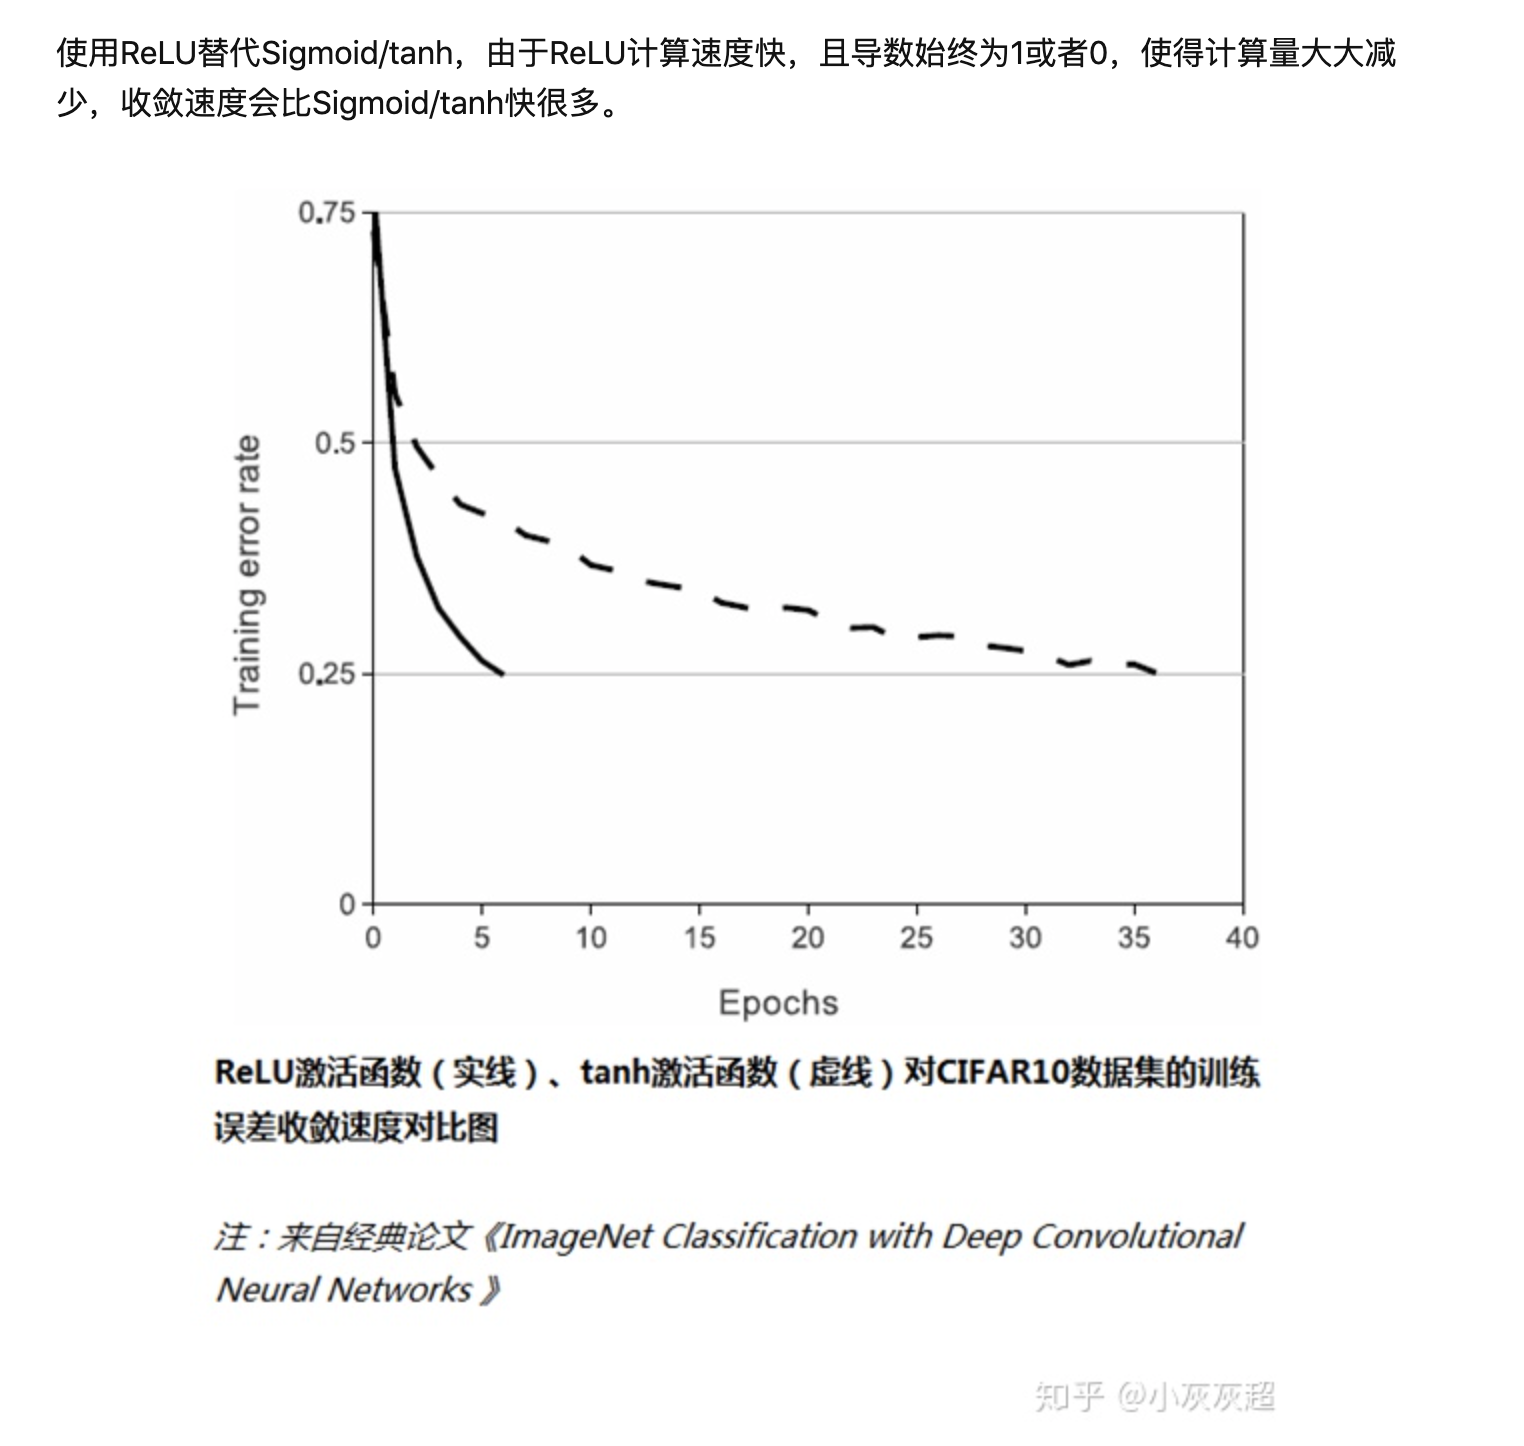 使用ReLU替代Sigmoid/tanh，由于ReLU计算速度快，且导数始终为1或者0，使得计算量大大减
少，收敛速度会比Sigmoid/tanh快很多。
0.75
0.5
0.25
0
Training error rate
0 5 10 15 20 25 30 35 40
Epochs
ReLU激活函数（实线）、tanh激活函数（虚线）对CIFAR10数据集的训练
误差收敛速度对比图
注：来自经典论文《ImageNet Classification with Deep Convolutional
Neural Networks 》
知乎 @小灰灰超